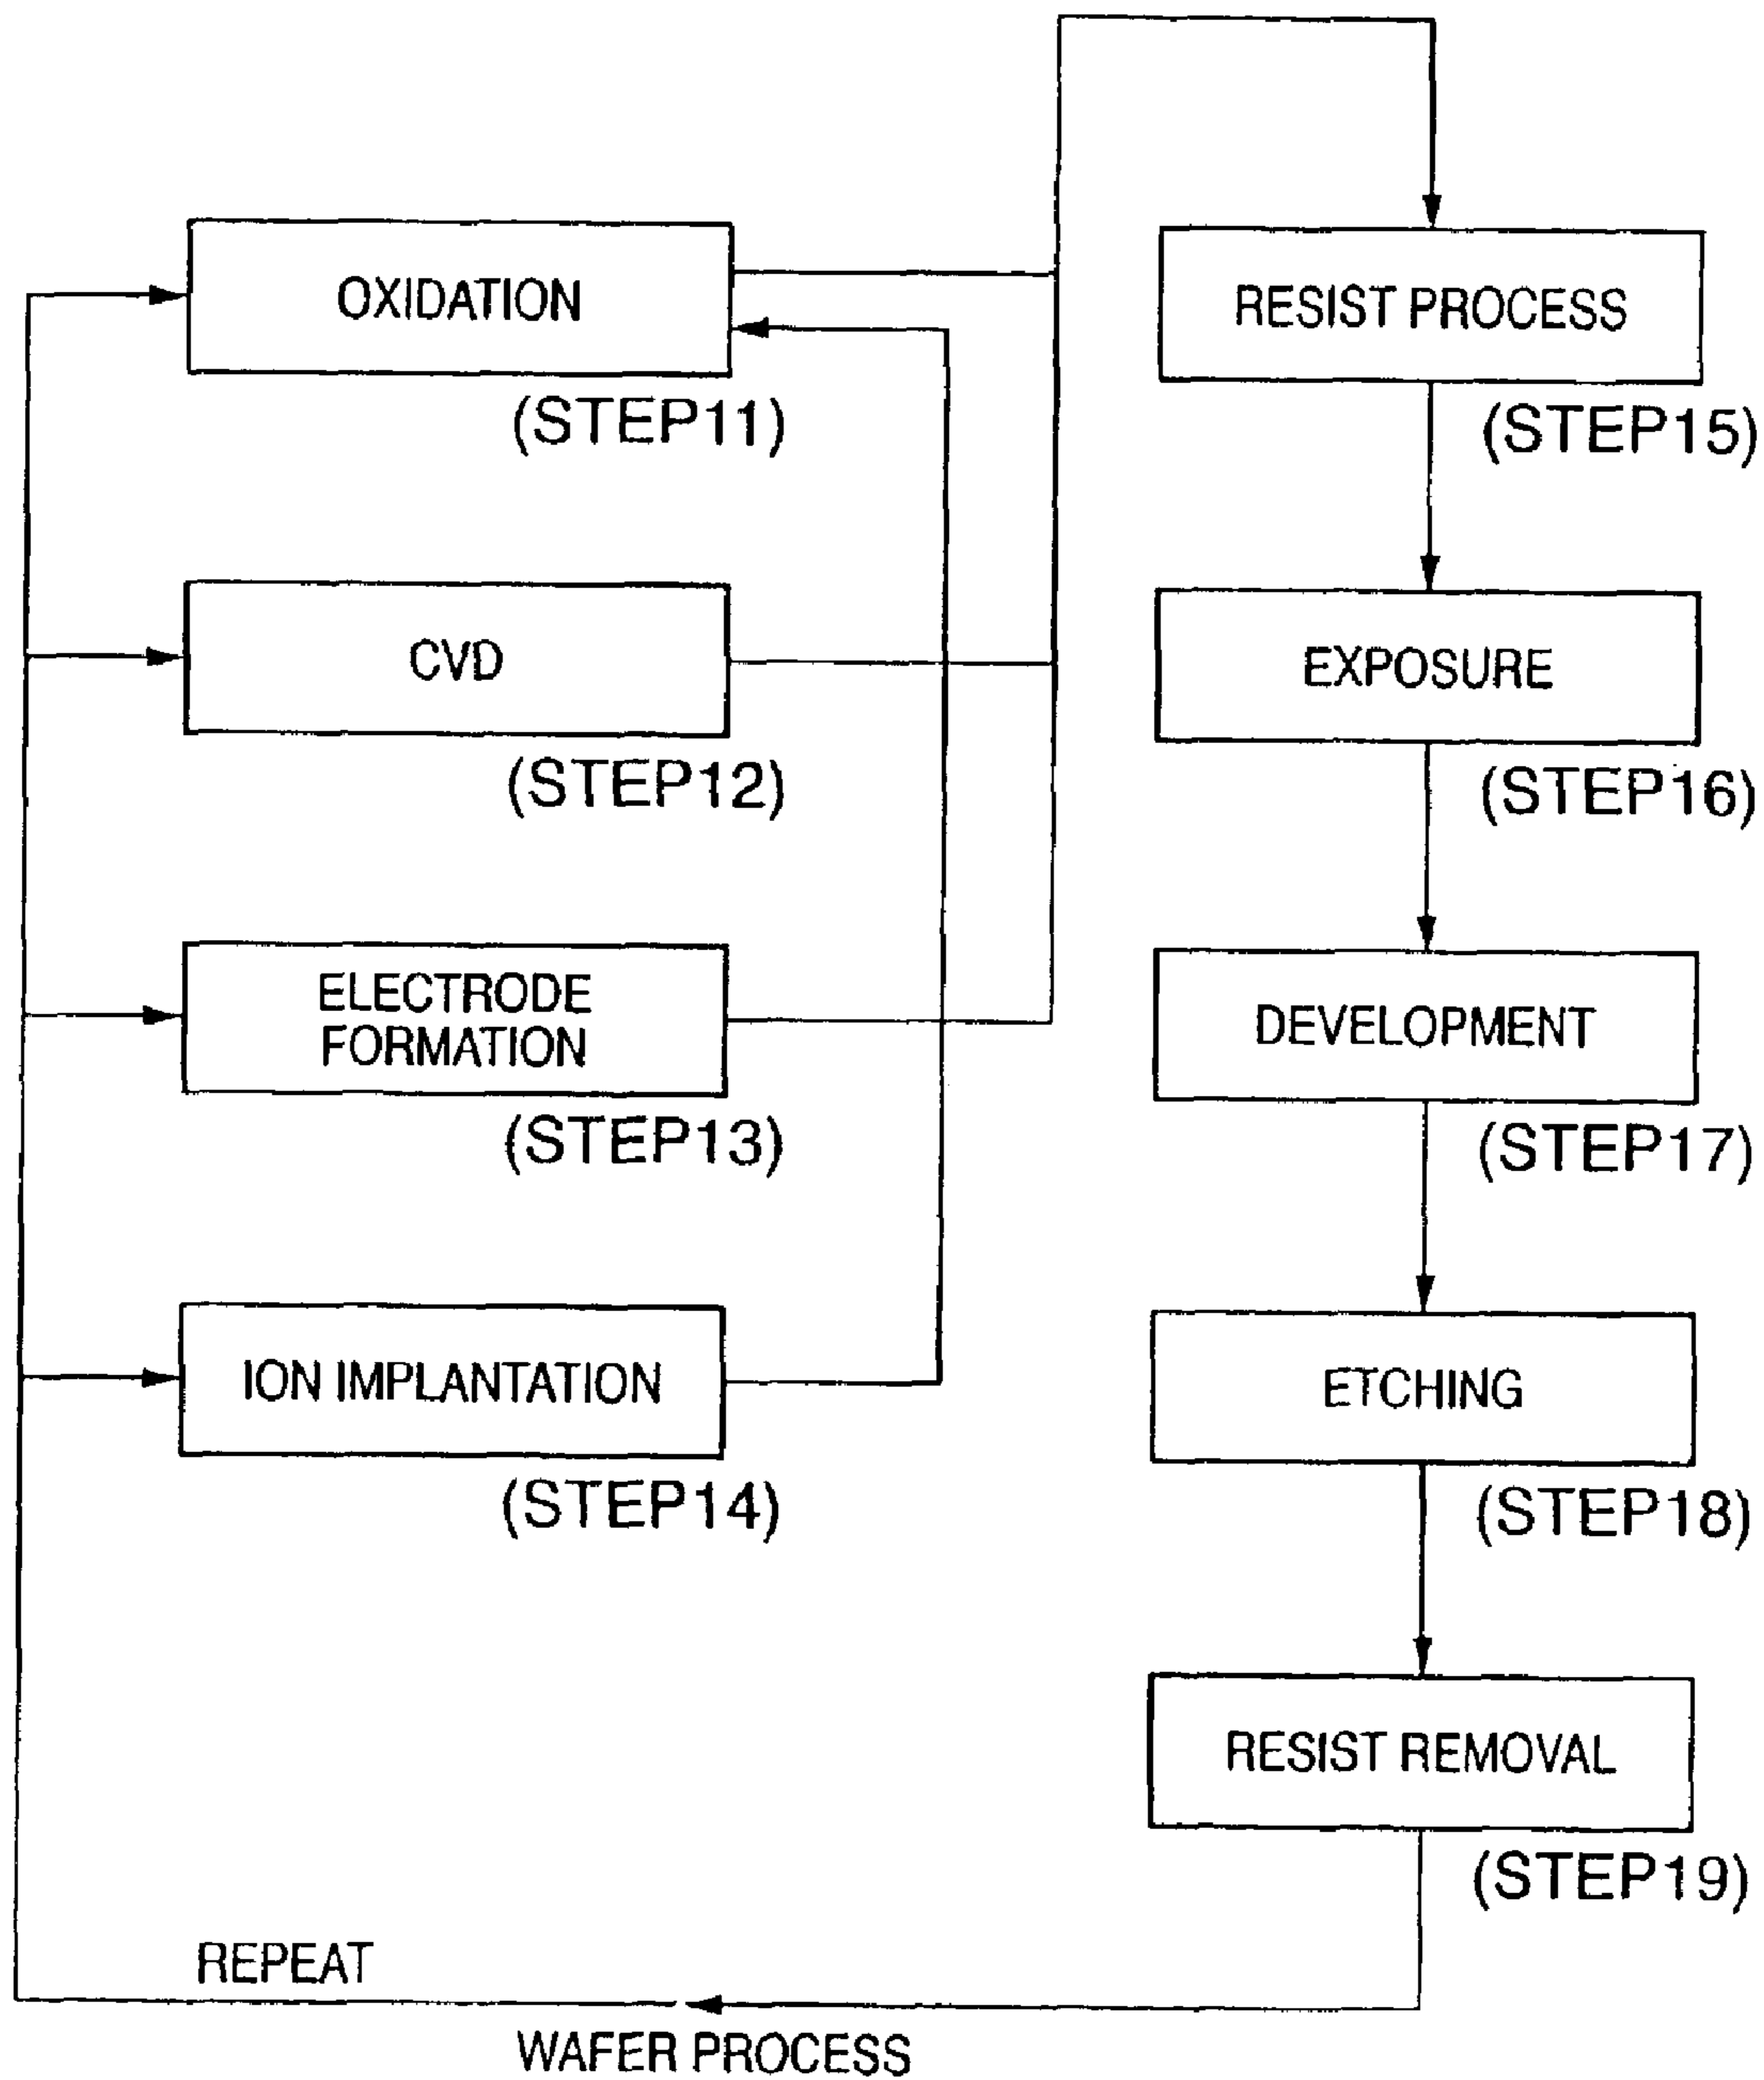 OXIDATION
(STEP11)
CVD
(STEP12)
ELECTRODE
FORMATION
(STEP13)
ION IMPLANTATION
(STEP14)
RESIST PROCESS
(STEP15)
EXPOSURE
(STEP16)
DEVELOPMENT
(STEP17)
ETCHING
(STEP18)
RESIST REMOVAL
(STEP19)
REPEAT
WAFER PROCESS